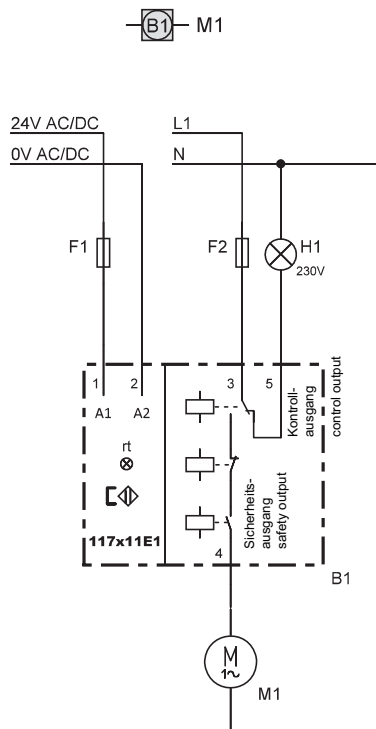 B1 M1
24V AC/DC
0V AC/DC
L1
N
F1
F2
H1
230V
1
2
3
5
A1
A2
rt
117x11E1
Kontroll-
ausgang
control output
Sicherheits-
ausgang
safety output
4
B1
M
1~
M1